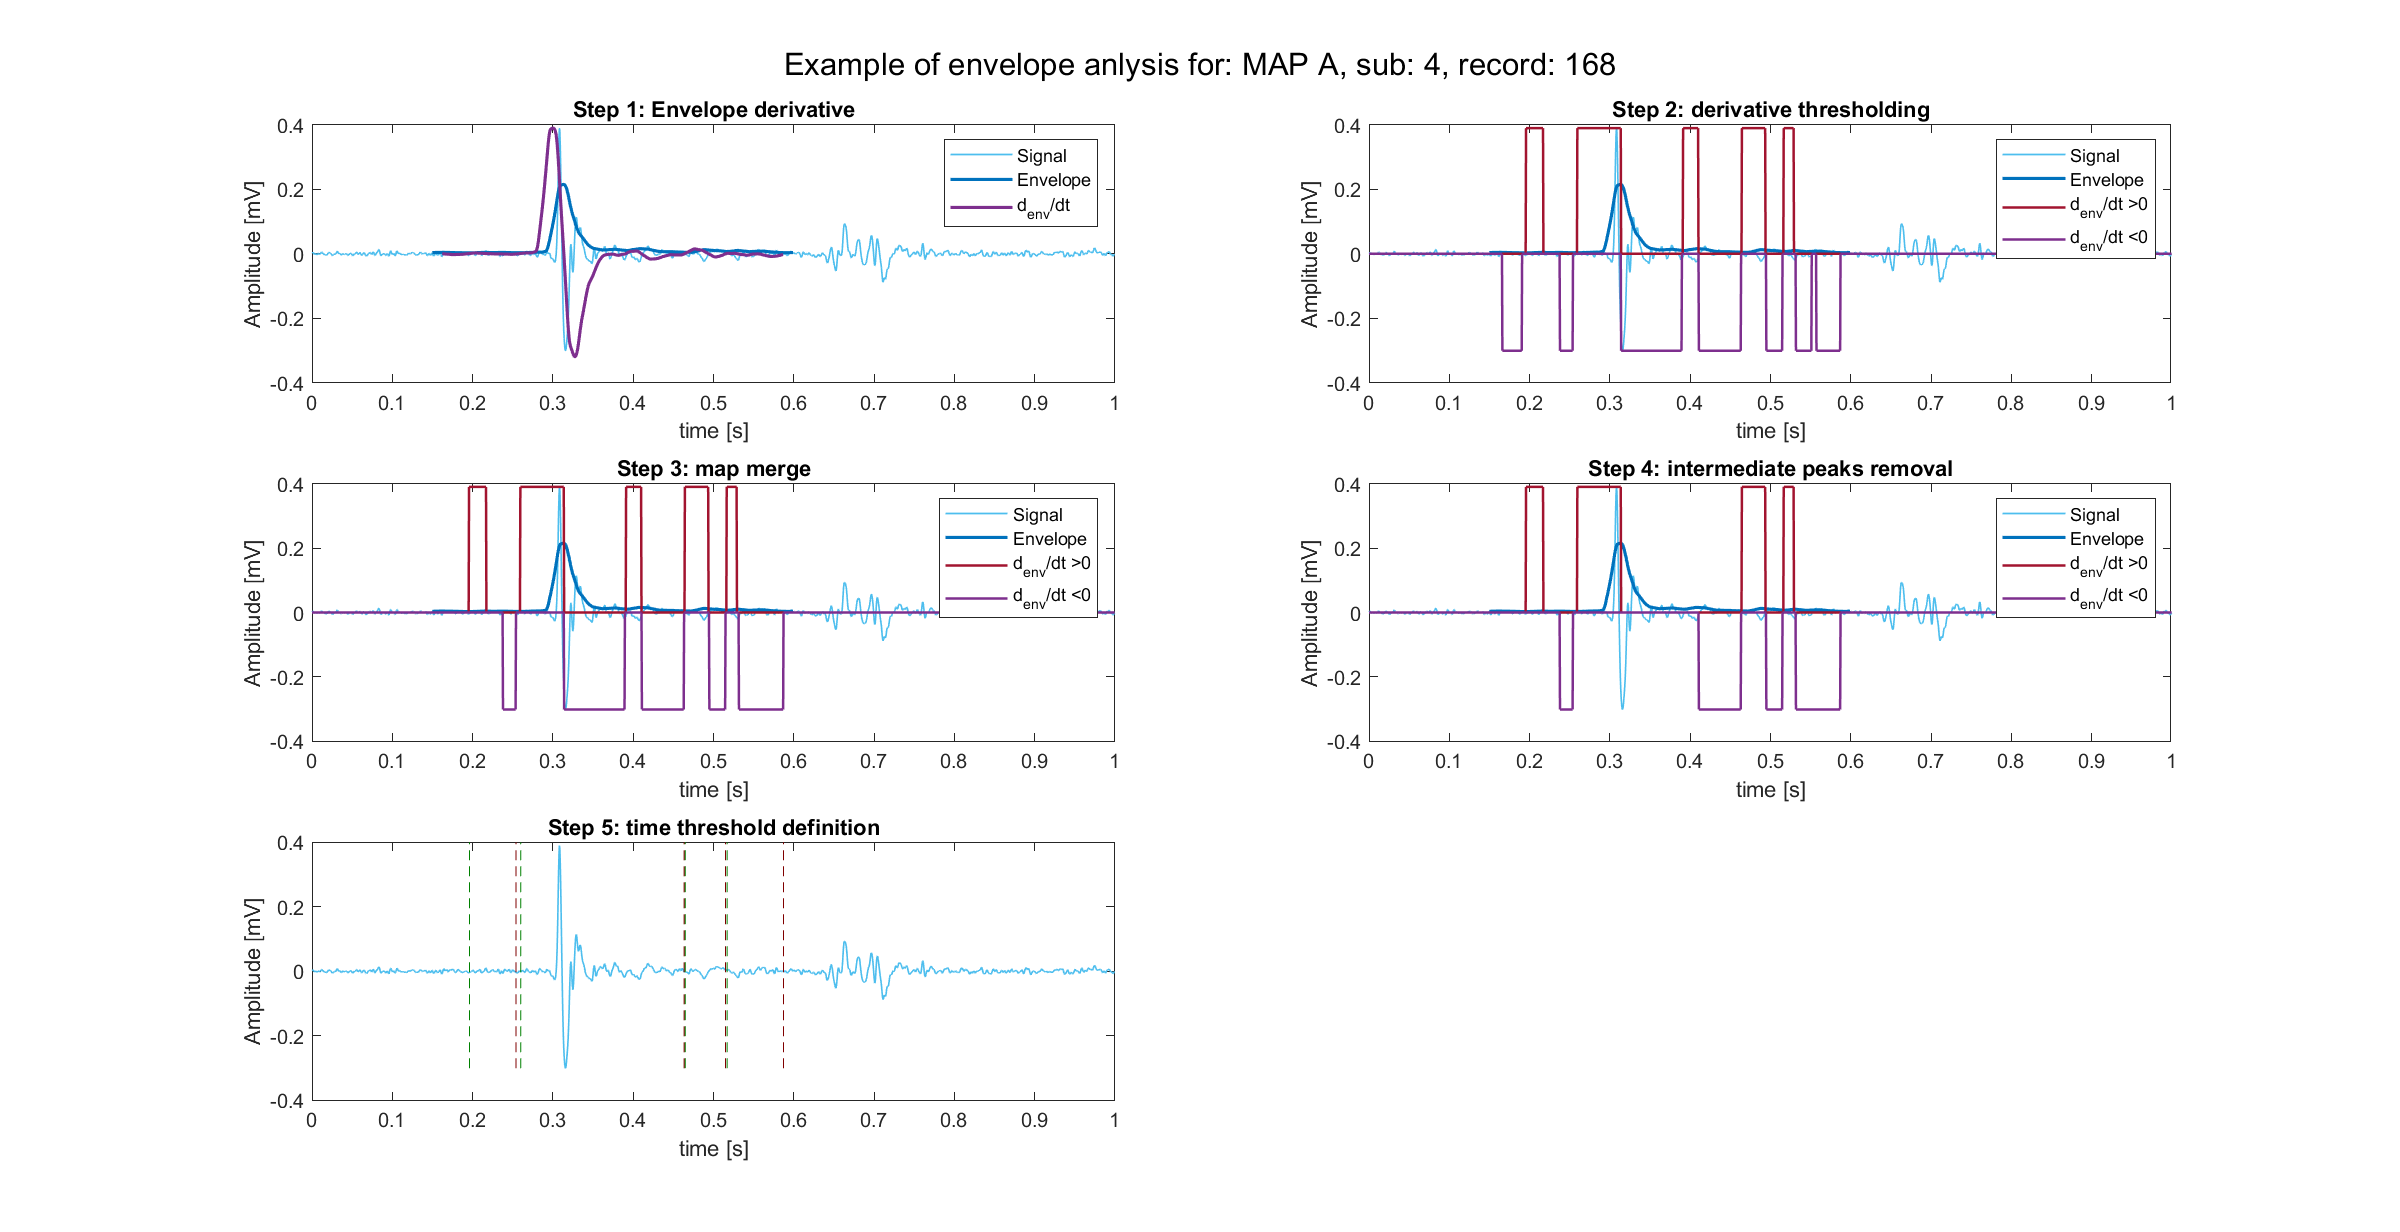 Example of envelope anlysis for: MAP A, sub: 4, record: 168
Step 1: Envelope derivative
Amplitude [mV]
0.4
0.2
0
-0.2
-0.4
0 0.1 0.2 0.3 0.4 0.5 0.6 0.7 0.8 0.9 1
time [s]
Signal
Envelope
d_env/dt
Step 2: derivative thresholding
Amplitude [mV]
0.4
0.2
0
-0.2
-0.4
0 0.1 0.2 0.3 0.4 0.5 0.6 0.7 0.8 0.9 1
time [s]
Signal
Envelope
d_env/dt >0
d_env/dt <0
Step 3: map merge
Amplitude [mV]
0.4
0.2
0
-0.2
-0.4
0 0.1 0.2 0.3 0.4 0.5 0.6 0.7 0.8 0.9 1
time [s]
Signal
Envelope
d_env/dt >0
d_env/dt <0
Step 4: intermediate peaks removal
Amplitude [mV]
0.4
0.2
0
-0.2
-0.4
0 0.1 0.2 0.3 0.4 0.5 0.6 0.7 0.8 0.9 1
time [s]
Signal
Envelope
d_env/dt >0
d_env/dt <0
Step 5: time threshold definition
Amplitude [mV]
0.4
0.2
0
-0.2
-0.4
0 0.1 0.2 0.3 0.4 0.5 0.6 0.7 0.8 0.9 1
time [s]